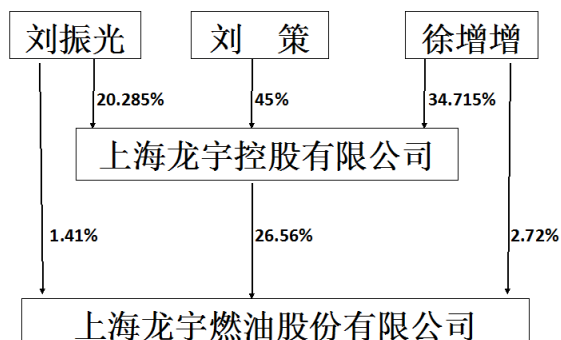 刘振光 刘 策 徐增增
20.285% 45% 34.715%
上海龙宇控股有限公司
1.41% 26.56% 2.72%
上海龙宇燃油股份有限公司